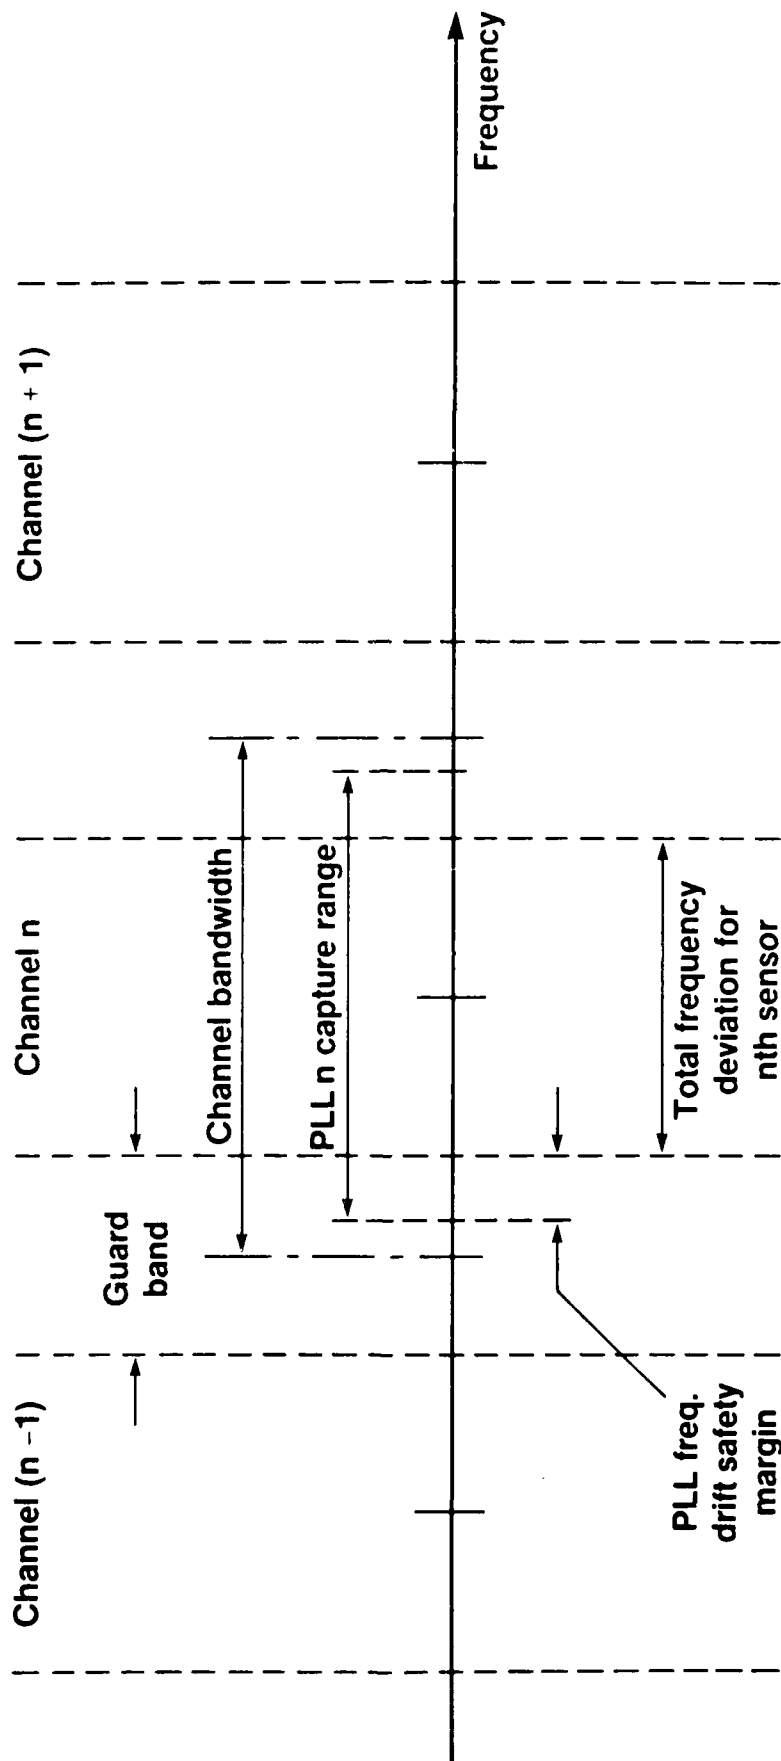 Channel (n -1)
Channel n
Channel (n + 1)
Guard
band
Channel bandwidth
PLL n capture range
Frequency
PLL freq.
drift safety
margin
Total frequency
deviation for
nth sensor